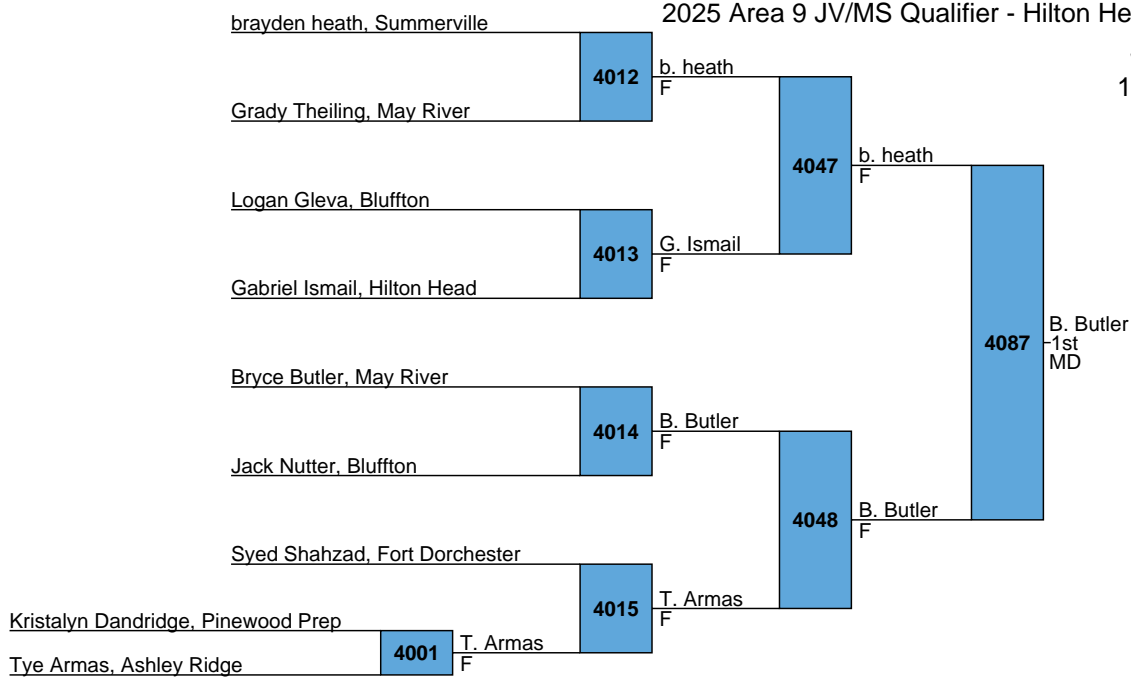 2025 Area 9 JV/MS Qualifier - Hilton He
1
brayden heath, Summerville
4012
b. heath
F
Grady Theiling, May River
4047
b. heath
F
Logan Gleva, Bluffton
4013
G. Ismail
F
Gabriel Ismail, Hilton Head
4087
B. Butler
1st
MD
Bryce Butler, May River
4014
B. Butler
F
Jack Nutter, Bluffton
4048
B. Butler
F
Syed Shahzad, Fort Dorchester
4015
T. Armas
F
Kristalyn Dandridge, Pinewood Prep
4001
T. Armas
F
Tye Armas, Ashley Ridge